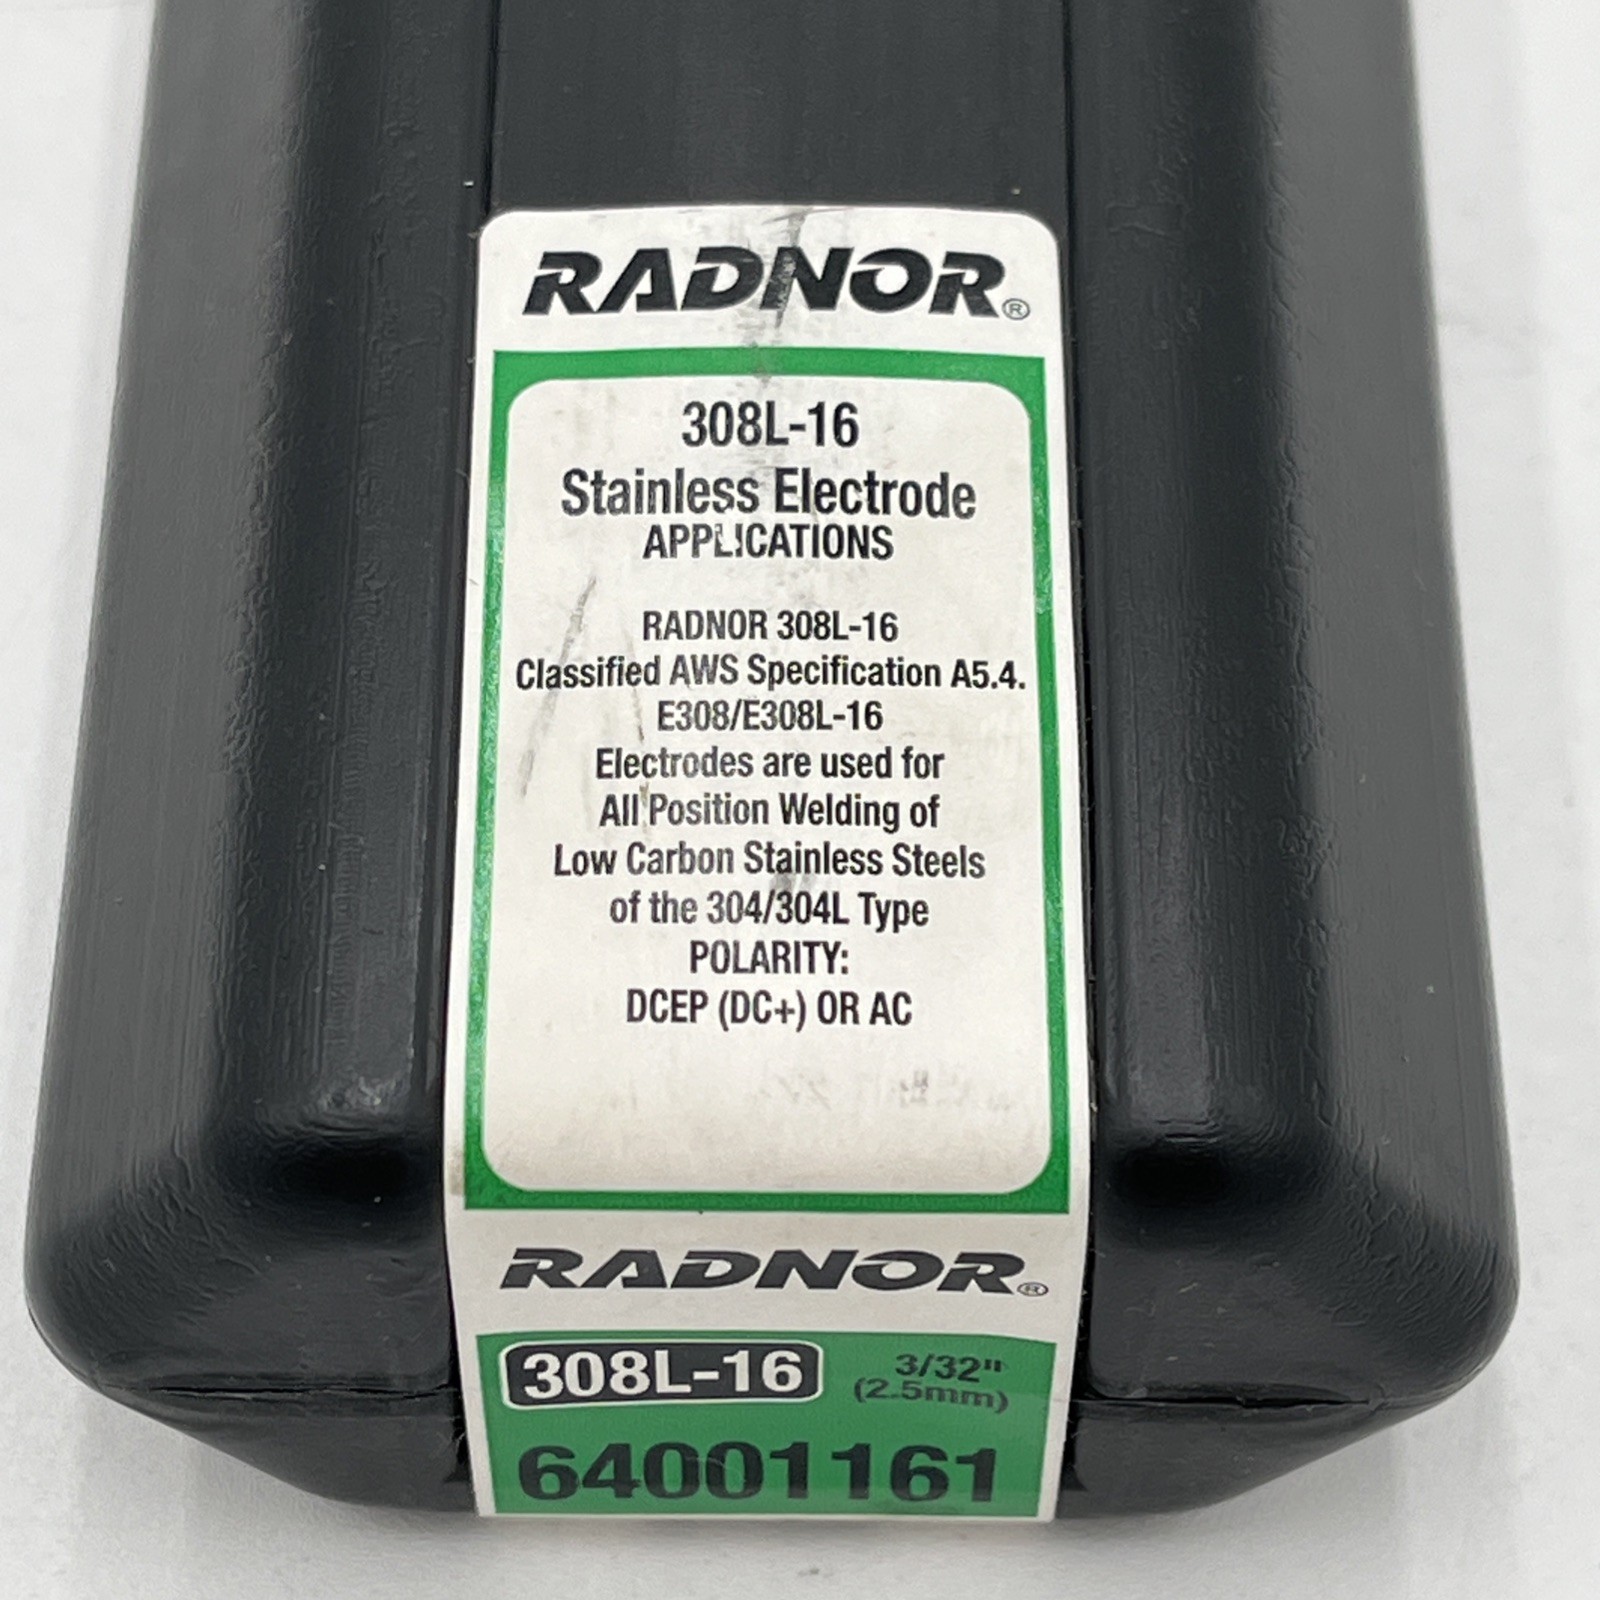 RADNOR®
308L-16
Stainless Electrode
APPLICATIONS
RADNOR 308L-16
Classified AWS Specification A5.4.
E308/E308L-16
Electrodes are used for
All Position Welding of
Low Carbon Stainless Steels
of the 304/304L Type
POLARITY:
DCEP (DC+) OR AC
RADNOR®
308L-16 3/32"
(2.5mm)
64001161